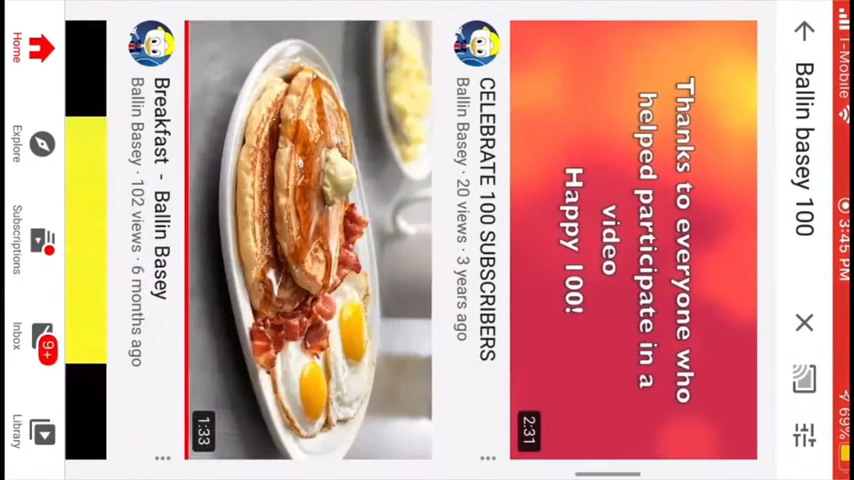 T-Mobile
3:45 PM
69%
Ballin basey 100
Thanks to everyone who
helped participate in a
video
Happy 100!
2:31
CELEBRATE 100 SUBSCRIBERS
Ballin Basey · 20 views · 3 years ago
1:33
Breakfast - Ballin Basey
Ballin Basey · 102 views · 6 months ago
Home
Explore
Subscriptions
9+
Inbox
Library